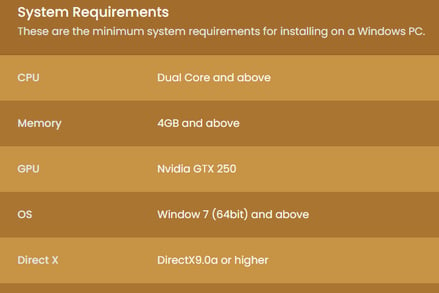 System Requirements
These are the minimum system requirements for installing on a Windows PC.
CPU Dual Core and above
Memory 4GB and above
GPU Nvidia GTX 250
OS Window 7 (64bit) and above
Direct X DirectX9.0a or higher